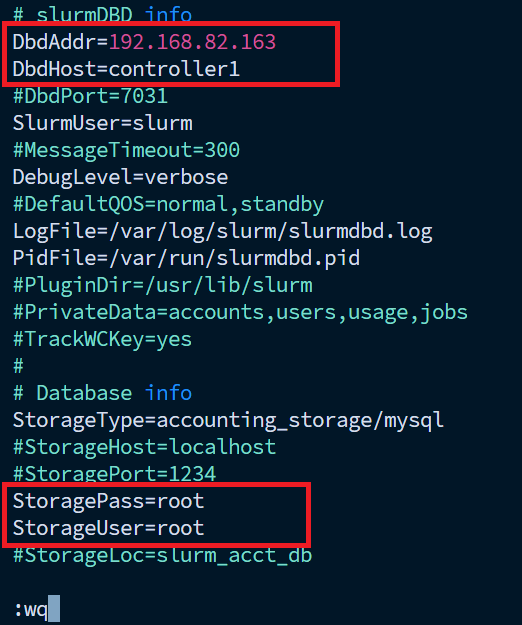 # slurmDBD info
DbdAddr=192.168.82.163
DbdHost=controller1
#DbdPort=7031
SlurmUser=slurm
#MessageTimeout=300
DebugLevel=verbose
#DefaultQOS=normal,standby
LogFile=/var/log/slurm/slurmdbd.log
PidFile=/var/run/slurmdbd.pid
#PluginDir=/usr/lib/slurm
#PrivateData=accounts,users,usage,jobs
#TrackWCKey=yes
#
# Database info
StorageType=accounting_storage/mysql
#StorageHost=localhost
#StoragePort=1234
StoragePass=root
StorageUser=root
#StorageLoc=slurm_acct_db
:wq